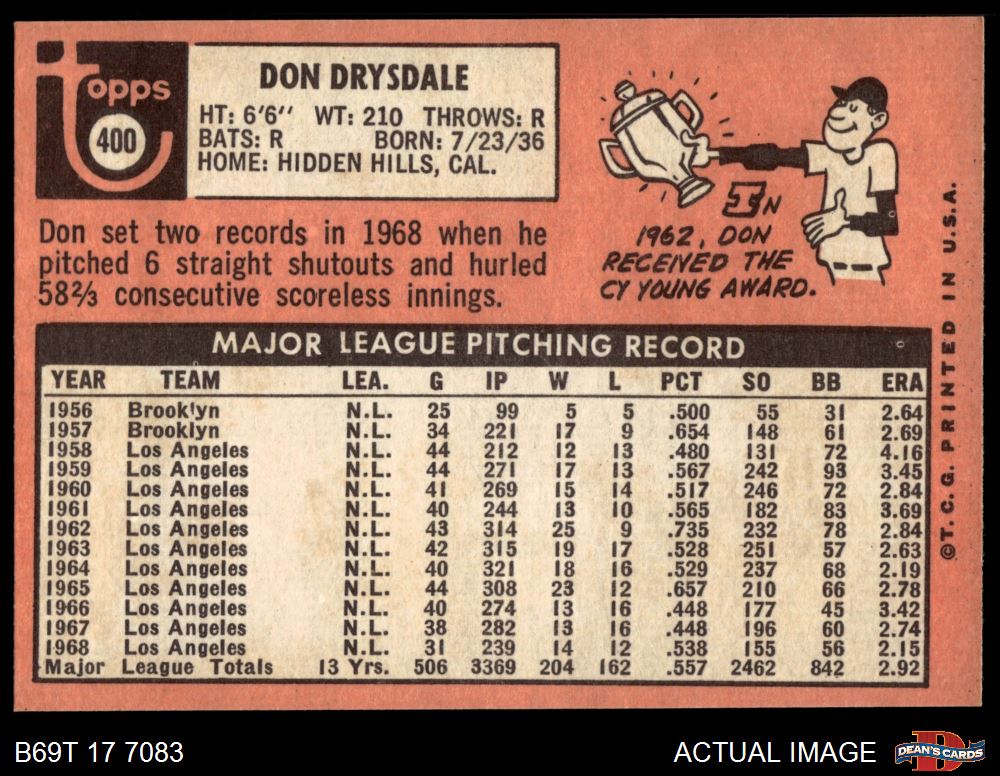 Topps
400
DON DRYSDALE
HT: 6'6" WT: 210 THROWS: R
BATS: R BORN: 7/23/36
HOME: HIDDEN HILLS, CAL.
Don set two records in 1968 when he
pitched 6 straight shutouts and hurled
58⅔ consecutive scoreless innings.
IN
1962, DON
RECEIVED THE
CY YOUNG AWARD.
MAJOR LEAGUE PITCHING RECORD
YEAR TEAM LEA. G IP W L PCT SO BB ERA
1956 Brooklyn N.L. 25 99 5 5 .500 55 31 2.64
1957 Brooklyn N.L. 34 221 17 9 .654 148 61 2.69
1958 Los Angeles N.L. 44 212 12 13 .480 131 72 4.16
1959 Los Angeles N.L. 44 271 17 13 .567 242 93 3.45
1960 Los Angeles N.L. 41 269 15 14 .517 246 72 2.84
1961 Los Angeles N.L. 40 244 13 10 .565 182 83 3.69
1962 Los Angeles N.L. 43 314 25 9 .735 232 78 2.84
1963 Los Angeles N.L. 42 315 19 17 .528 251 57 2.63
1964 Los Angeles N.L. 40 321 18 16 .529 237 68 2.19
1965 Los Angeles N.L. 44 308 23 12 .657 210 66 2.78
1966 Los Angeles N.L. 40 274 13 16 .448 177 45 3.42
1967 Los Angeles N.L. 38 282 13 16 .448 196 60 2.74
1968 Los Angeles N.L. 31 239 14 12 .538 155 56 2.15
Major League Totals 13 Yrs. 506 3369 204 162 .557 2462 842 2.92
©T.C.G. PRINTED IN U.S.A.
B69T 17 7083
ACTUAL IMAGE
DEAN'S CARDS